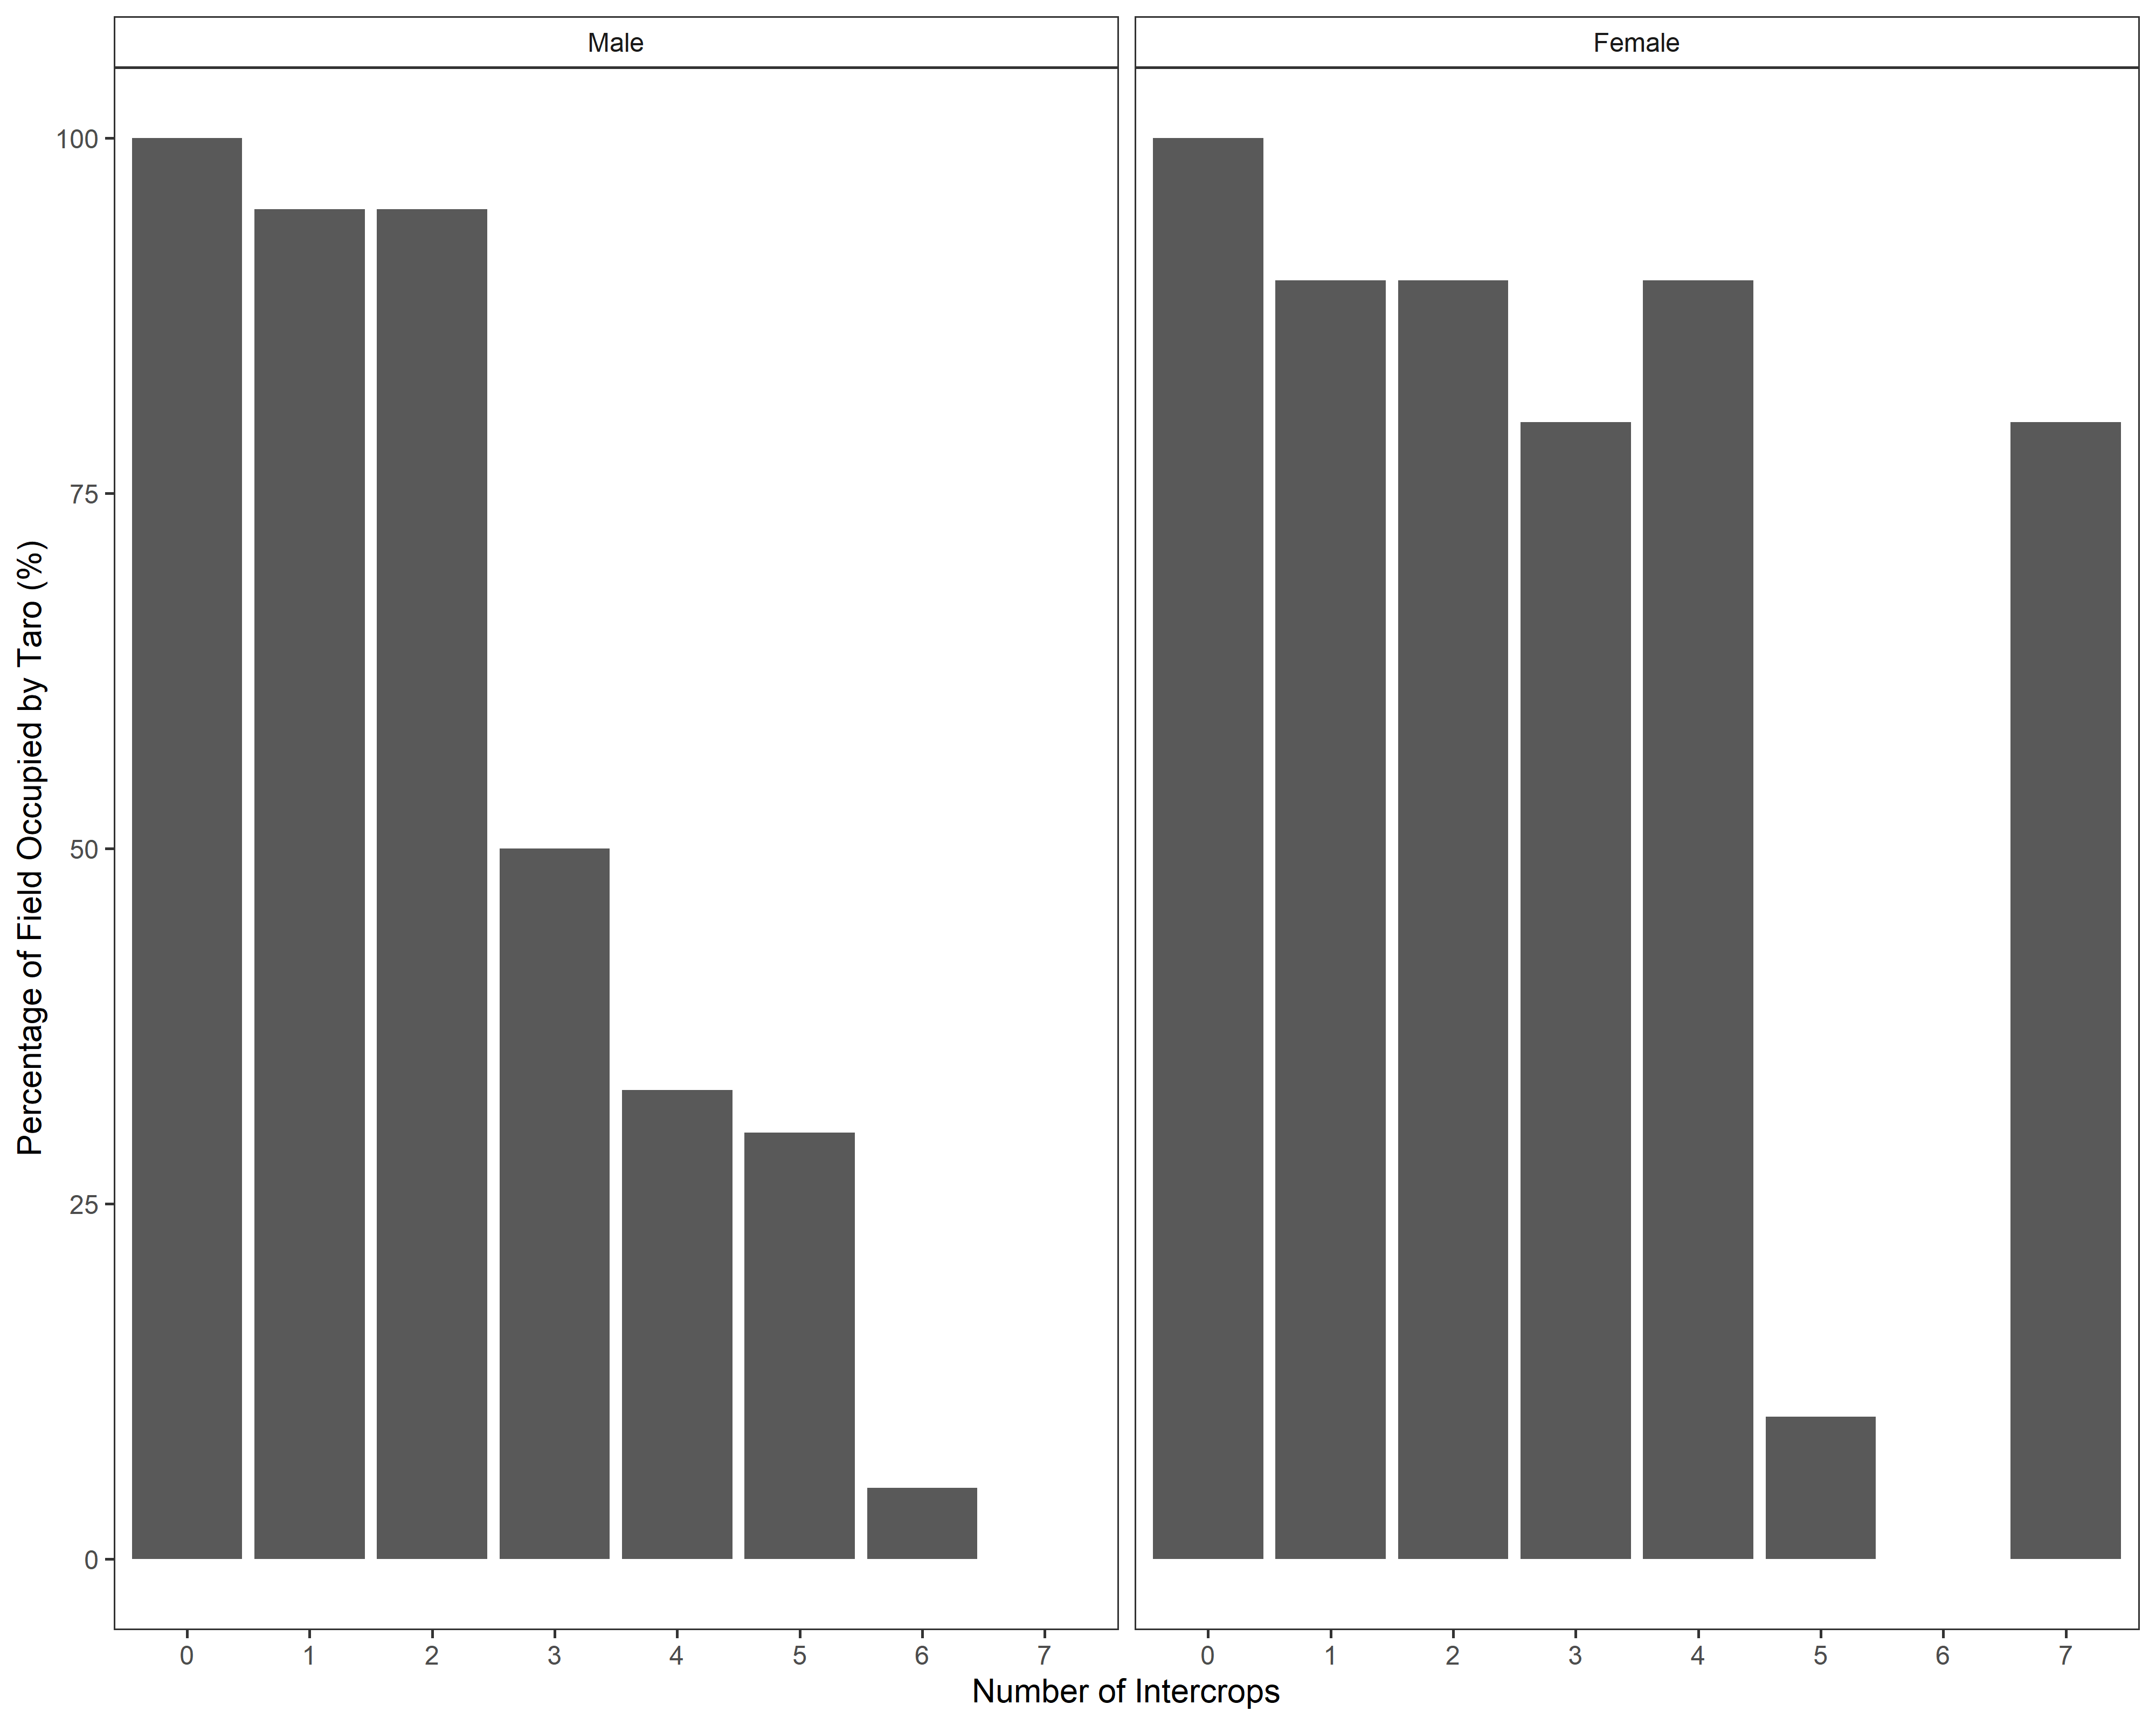 Male
Female
Percentage of Field Occupied by Taro (%)
100
75
50
25
0
0 1 2 3 4 5 6 7
0 1 2 3 4 5 6 7
Number of Intercrops